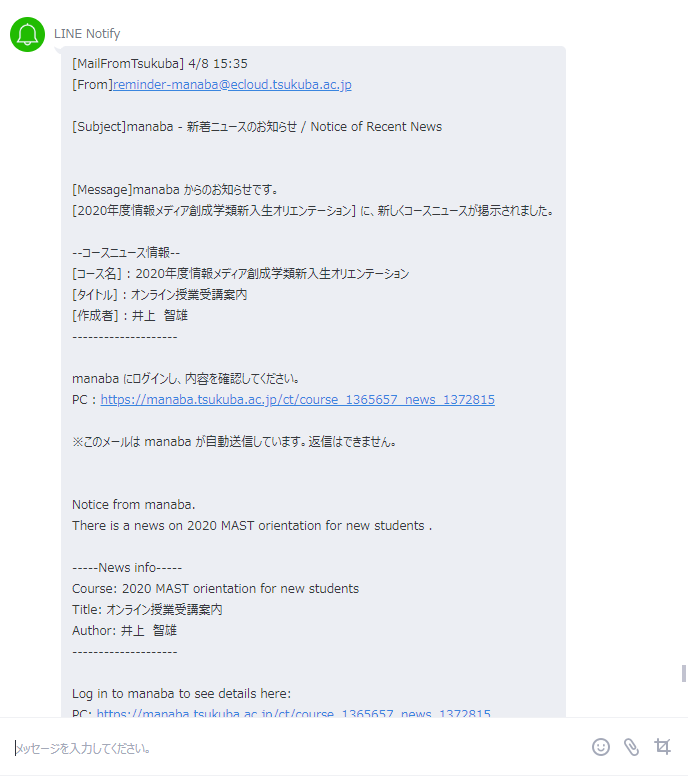 LINE Notify
[MailFromTsukuba] 4/8 15:35
[From]reminder-manaba@ecloud.tsukuba.ac.jp
[Subject]manaba - 新着ニュースのお知らせ / Notice of Recent News
[Message]manaba からのお知らせです。
[2020年度情報メディア創成学類新入生オリエンテーション] に、新しくコースニュースが掲示されました。
--コースニュース情報--
[コース名] : 2020年度情報メディア創成学類新入生オリエンテーション
[タイトル] : オンライン授業受講案内
[作成者] : 井上　智雄
--------------------
manaba にログインし、内容を確認してください。
PC : https://manaba.tsukuba.ac.jp/ct/course_1365657_news_1372815
※このメールは manaba が自動送信しています。返信はできません。
Notice from manaba.
There is a news on 2020 MAST orientation for new students .
-----News info-----
Course: 2020 MAST orientation for new students
Title: オンライン授業受講案内
Author: 井上　智雄
--------------------
Log in to manaba to see details here:
PC: https://manaba.tsukuba.ac.jp/ct/course_1365657_news_1372815
メッセージを入力してください。